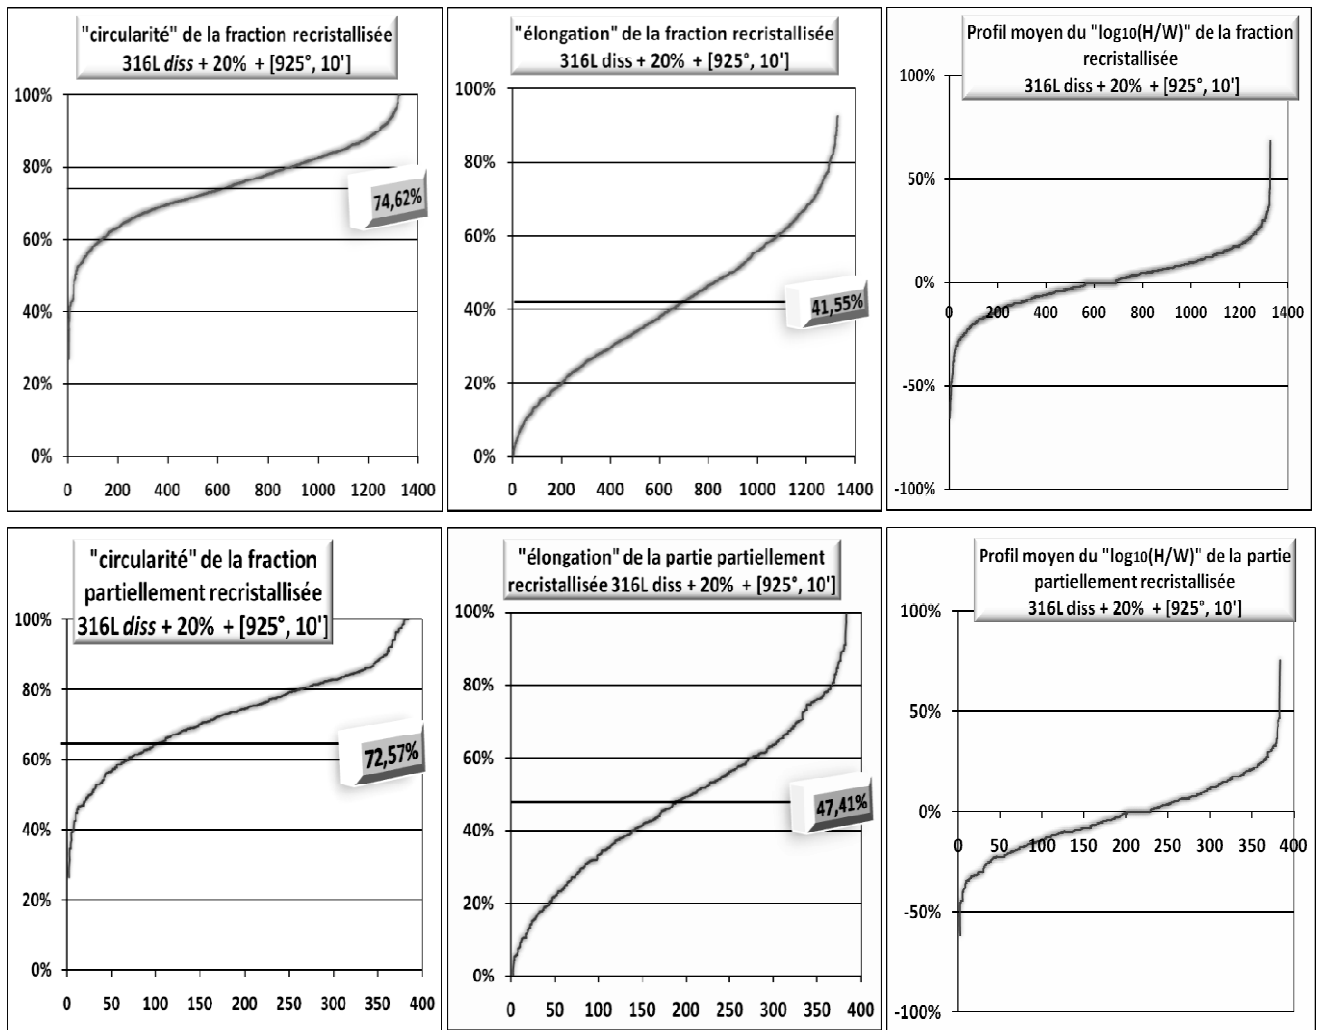 "circularité" de la fraction recristallisée
316L diss + 20% + [925°, 10']
100%
80%
60%
40%
20%
0%
74,62%
0 200 400 600 800 1000 1200 1400
"élongation" de la fraction recristallisée
316L diss + 20% + [925°, 10']
100%
80%
60%
40%
20%
0%
41,55%
0 200 400 600 800 1000 1200 1400
Profil moyen du "log10(H/W)" de la fraction
recristallisée
316L diss + 20% + [925°, 10']
100%
50%
0%
0 200 400 600 800 1000 1200 1400
-50%
-100%
"circularité" de la fraction
partiellement recristallisée
316L diss + 20% + [925°, 10']
100%
80%
60%
40%
20%
0%
72,57%
0 50 100 150 200 250 300 350 400
"élongation" de la partie partiellement
recristallisée 316L diss + 20% + [925°, 10']
100%
80%
60%
40%
20%
0%
47,41%
0 50 100 150 200 250 300 350 400
Profil moyen du "log10(H/W)" de la partie
partiellement recristallisée
316L diss + 20% + [925°, 10']
100%
50%
0%
0 50 100 150 200 250 300 350 400
-50%
-100%